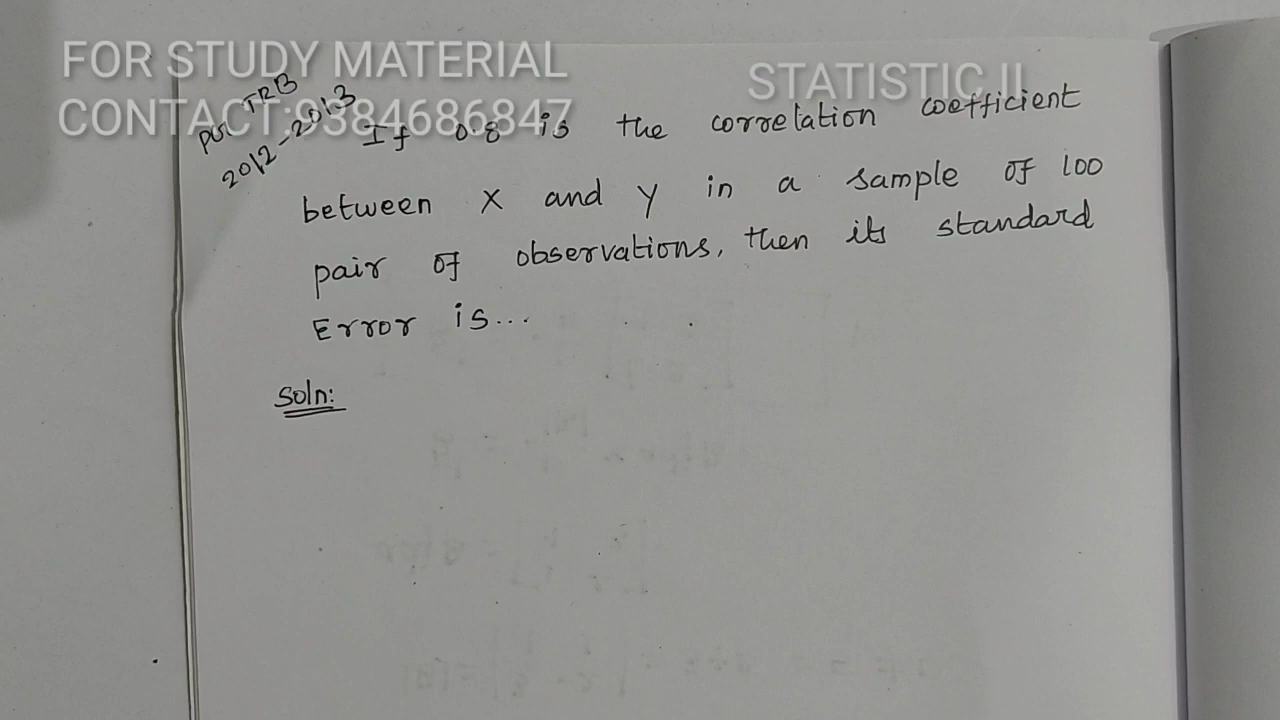 FOR STUDY MATERIAL
CONTACT:9384686847
STATISTIC II
TRB
2012-2013
If 0.8 is the correlation coefficient
between X and Y in a sample of 100
pair of observations, then its standard
Error is...
Soln: